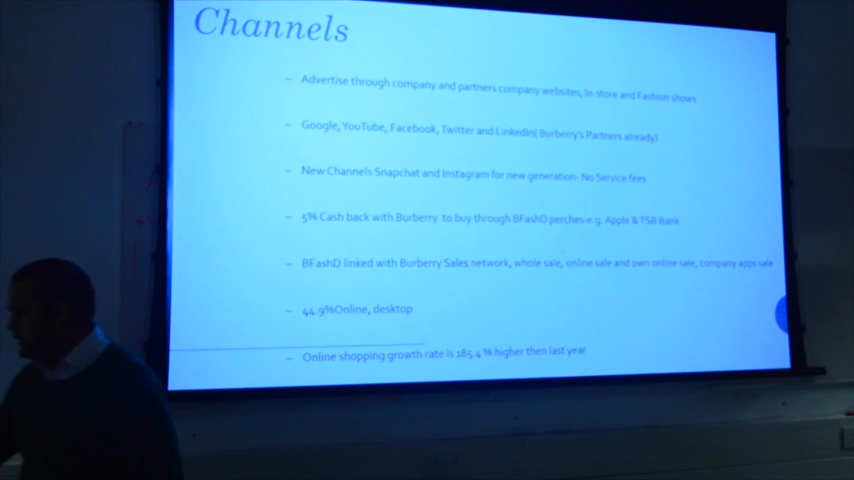 Channels
– Advertise through company and partners company websites, In-store and Fashion shows
– Google, YouTube, Facebook, Twitter and LinkedIn( Burberry's Partners already)
– New Channels Snapchat and Instagram for new generation- No Service fees
– 5% Cash back with Burberry to buy through BFashD perches-e.g. Apple & TSB Bank
– BFashD linked with Burberry Sales network, whole sale, online sale and own online sale, company apps sale
– 44.9%Online, desktop
– Online shopping growth rate is 185.4 % higher then last year